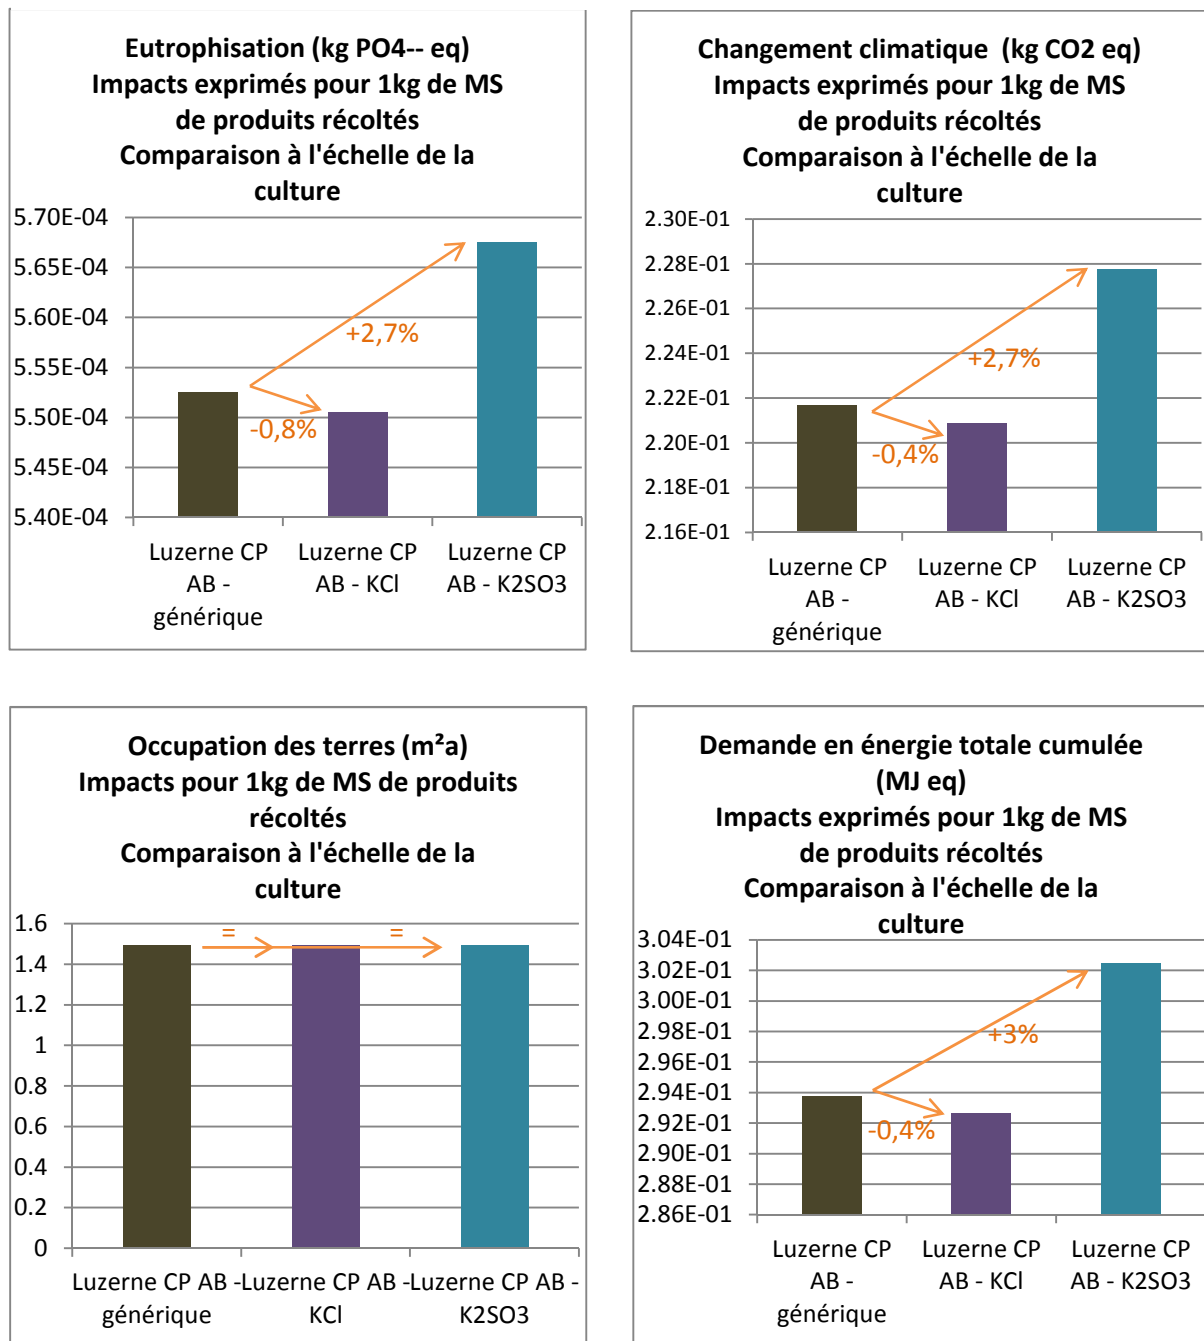 Eutrophisation (kg PO4-- eq)
Impacts exprimés pour 1kg de MS
de produits récoltés
Comparaison à l'échelle de la
culture
5.70E-04
5.65E-04
5.60E-04
5.55E-04
5.50E-04
5.45E-04
5.40E-04
+2,7%
-0,8%
Luzerne CP
AB -
générique
Luzerne CP
AB - KCl
Luzerne CP
AB - K2SO3
Changement climatique (kg CO2 eq)
Impacts exprimés pour 1kg de MS
de produits récoltés
Comparaison à l'échelle de la
culture
2.30E-01
2.28E-01
2.26E-01
2.24E-01
2.22E-01
2.20E-01
2.18E-01
2.16E-01
+2,7%
-0,4%
Luzerne CP
AB -
générique
Luzerne CP
AB - KCl
Luzerne CP
AB - K2SO3
Occupation des terres (m²a)
Impacts pour 1kg de MS de produits
récoltés
Comparaison à l'échelle de la
culture
1.6
1.4
1.2
1
0.8
0.6
0.4
0.2
0
=
=
Luzerne CP AB -
générique
Luzerne CP AB -
KCl
Luzerne CP AB -
K2SO3
Demande en énergie totale cumulée
(MJ eq)
Impacts exprimés pour 1kg de MS
de produits récoltés
Comparaison à l'échelle de la
culture
3.04E-01
3.02E-01
3.00E-01
2.98E-01
2.96E-01
2.94E-01
2.92E-01
2.90E-01
2.88E-01
2.86E-01
+3%
-0,4%
Luzerne CP
AB -
générique
Luzerne CP
AB - KCl
Luzerne CP
AB - K2SO3